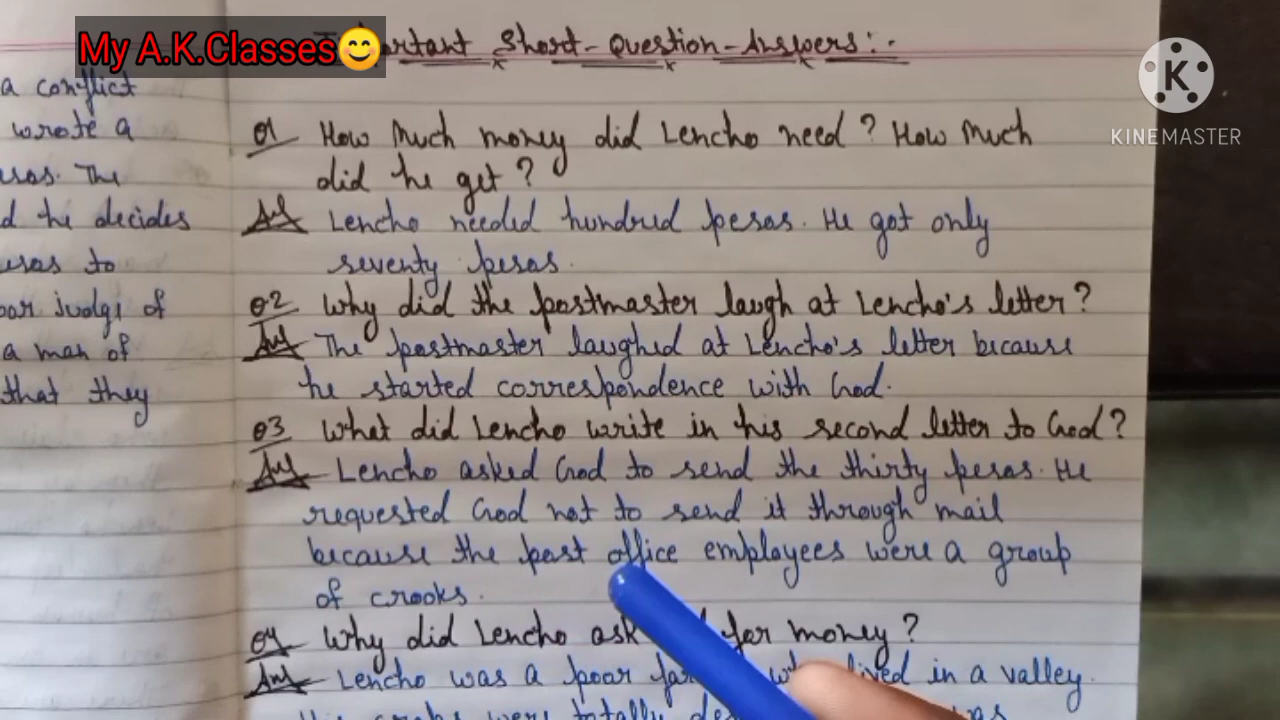 My A.K.Classes😊
Short-Question-Answers:-
KINEMASTER
a conflict
wrote a
The
he decides
to
judge of
a man of
that they
Q1 How Much money did Lencho need? How Much
did he get?
Ans Lencho needed hundred pesos. He got only
seventy pesos.
Q2 Why did the postmaster laugh at Lencho's letter?
Ans The postmaster laughed at Lencho's letter because
he started correspondence with God.
Q3 What did Lencho write in his second letter to God?
Ans Lencho asked God to send the thirty pesos. He
requested God not to send it through mail
because the post office employees were a group
of crooks.
Q4 Why did Lencho ask for money?
Ans Lencho was a poor lived in a valley.
were totally